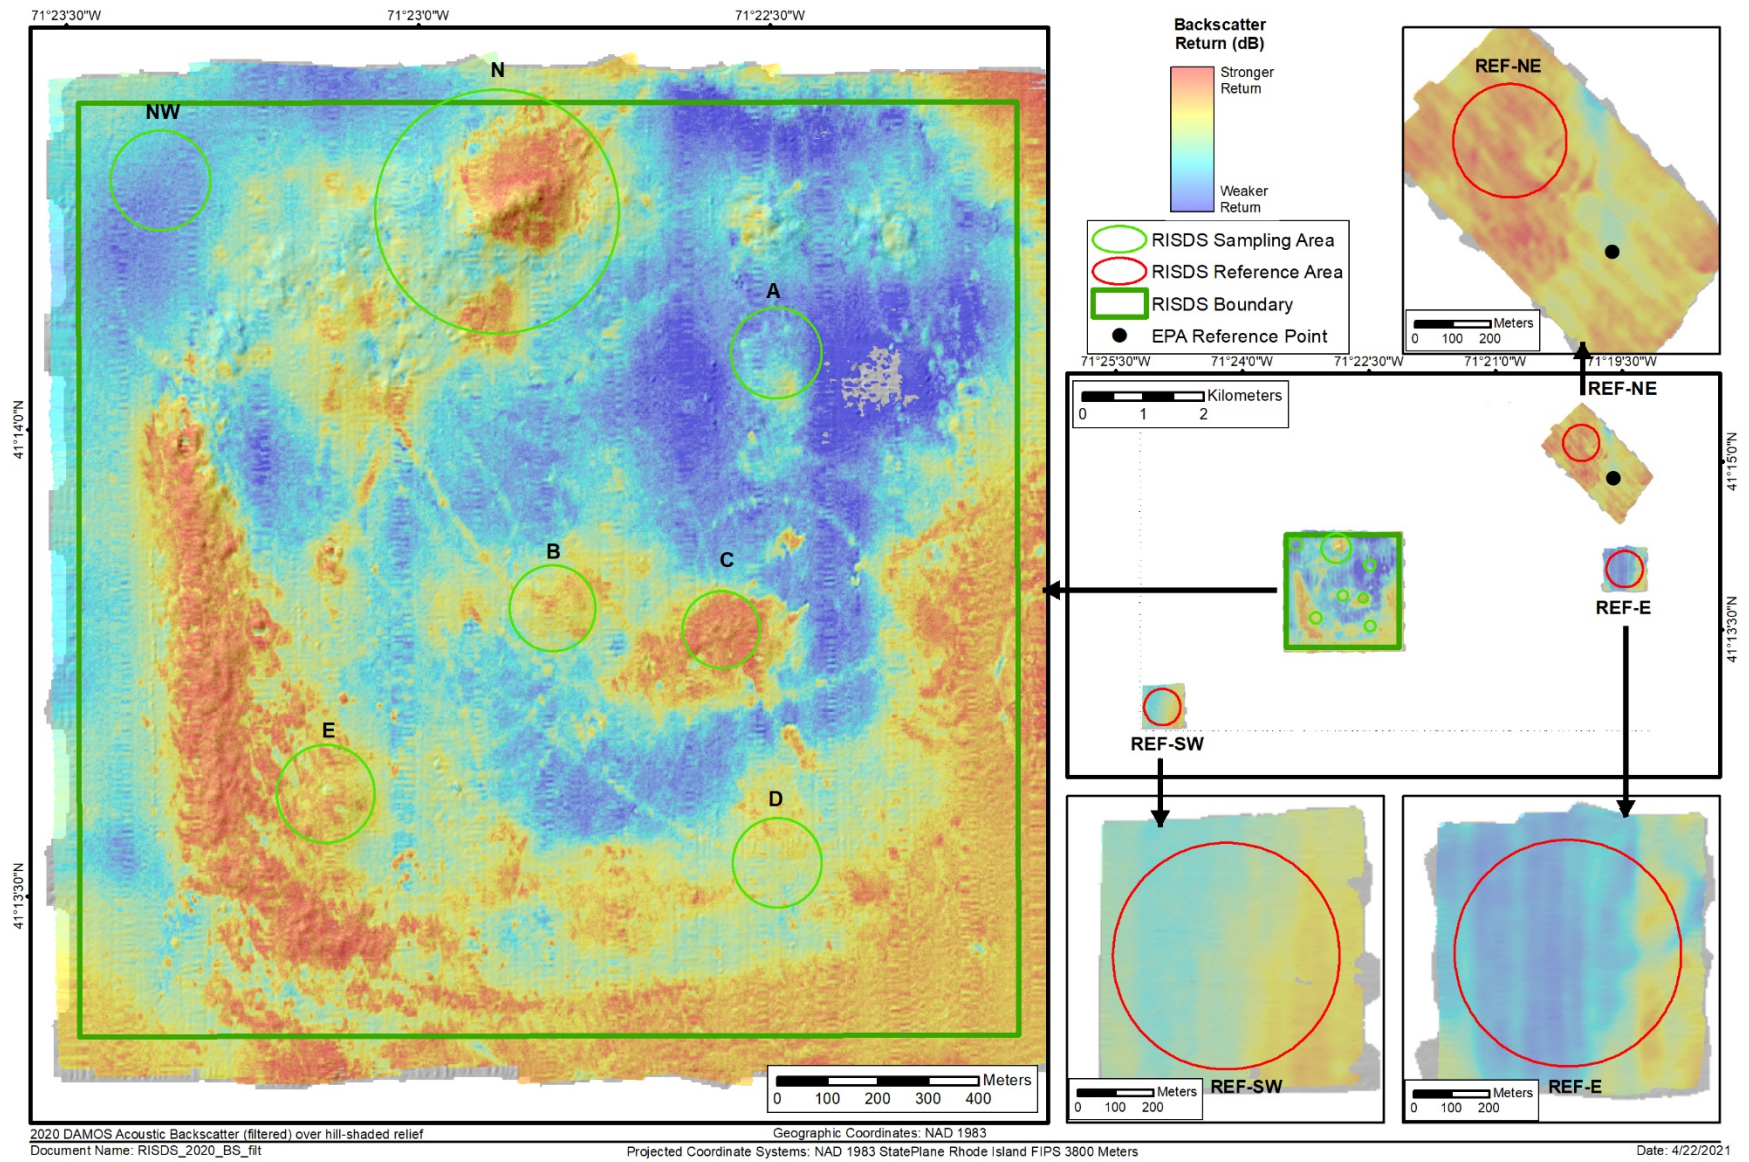 71°23'30"W
71°23'0"W
71°22'30"W
N
NW
A
B
C
E
D
41°14'0"N
41°13'30"N
Meters
0 100 200 300 400
Backscatter
Return (dB)
Stronger
Return
Weaker
Return
RISDS Sampling Area
RISDS Reference Area
RISDS Boundary
EPA Reference Point
REF-NE
Meters
0 100 200
71°25'30"W
71°24'0"W
71°22'30"W
71°21'0"W
71°19'30"W
Kilometers
0 1 2
REF-NE
REF-E
REF-SW
41°15'0"N
41°13'30"N
Meters
0 100 200
REF-SW
Meters
0 100 200
REF-E
2020 DAMOS Acoustic Backscatter (filtered) over hill-shaded relief
Geographic Coordinates: NAD 1983
Document Name: RISDS_2020_BS_filt
Projected Coordinate Systems: NAD 1983 StatePlane Rhode Island FIPS 3800 Meters
Date: 4/22/2021